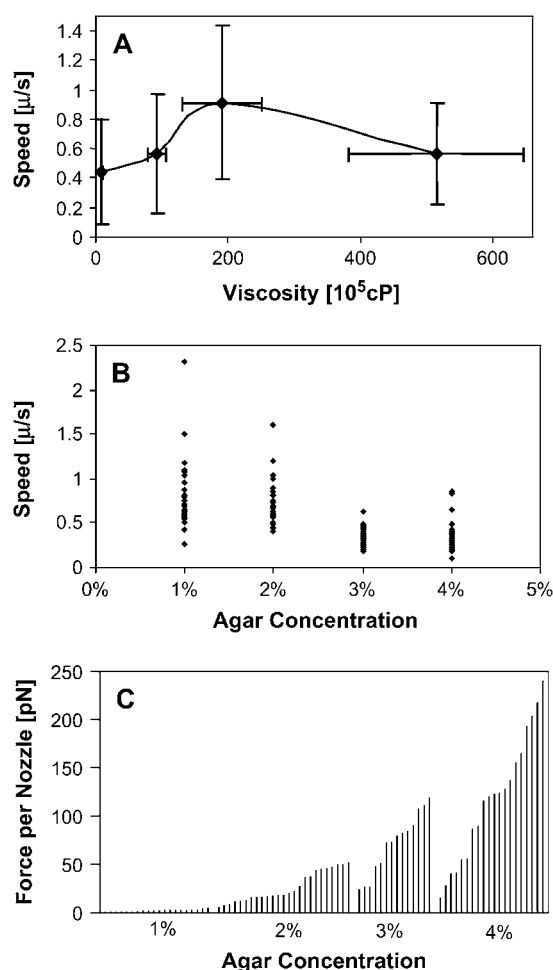 A
Speed [µ/s]
1.4
1.2
1
0.8
0.6
0.4
0.2
0
0 200 400 600
Viscosity [10⁵cP]
B
Speed [µ/s]
2.5
2
1.5
1
0.5
0
0% 1% 2% 3% 4% 5%
Agar Concentration
C
Force per Nozzle [pN]
250
200
150
100
50
0
1% 2% 3% 4%
Agar Concentration